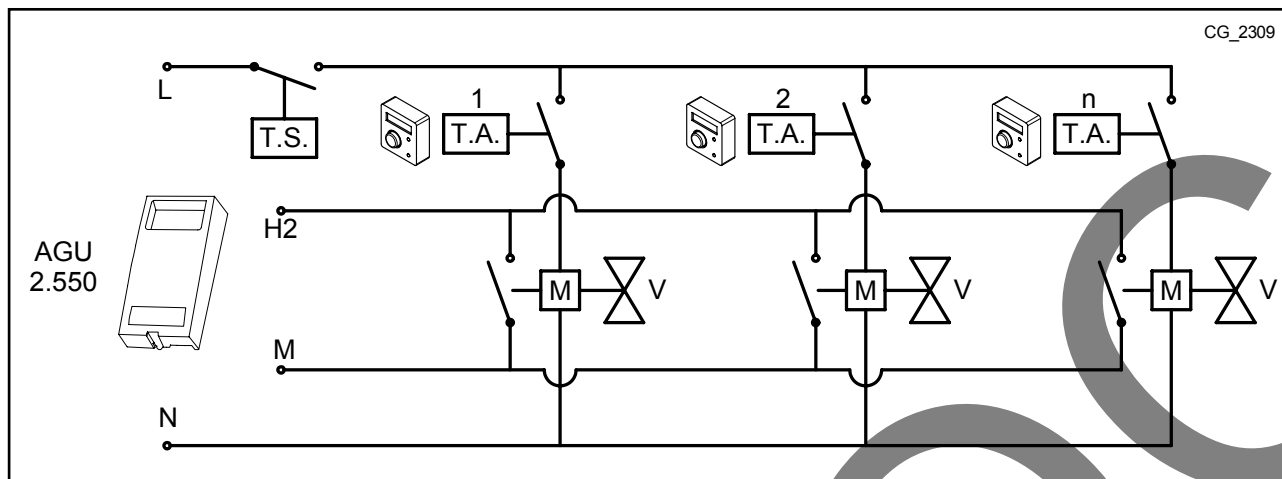 CG_2309
L
T.S.
1
T.A.
2
T.A.
n
T.A.
H2
AGU
2.550
M V
M V
M V
M
N